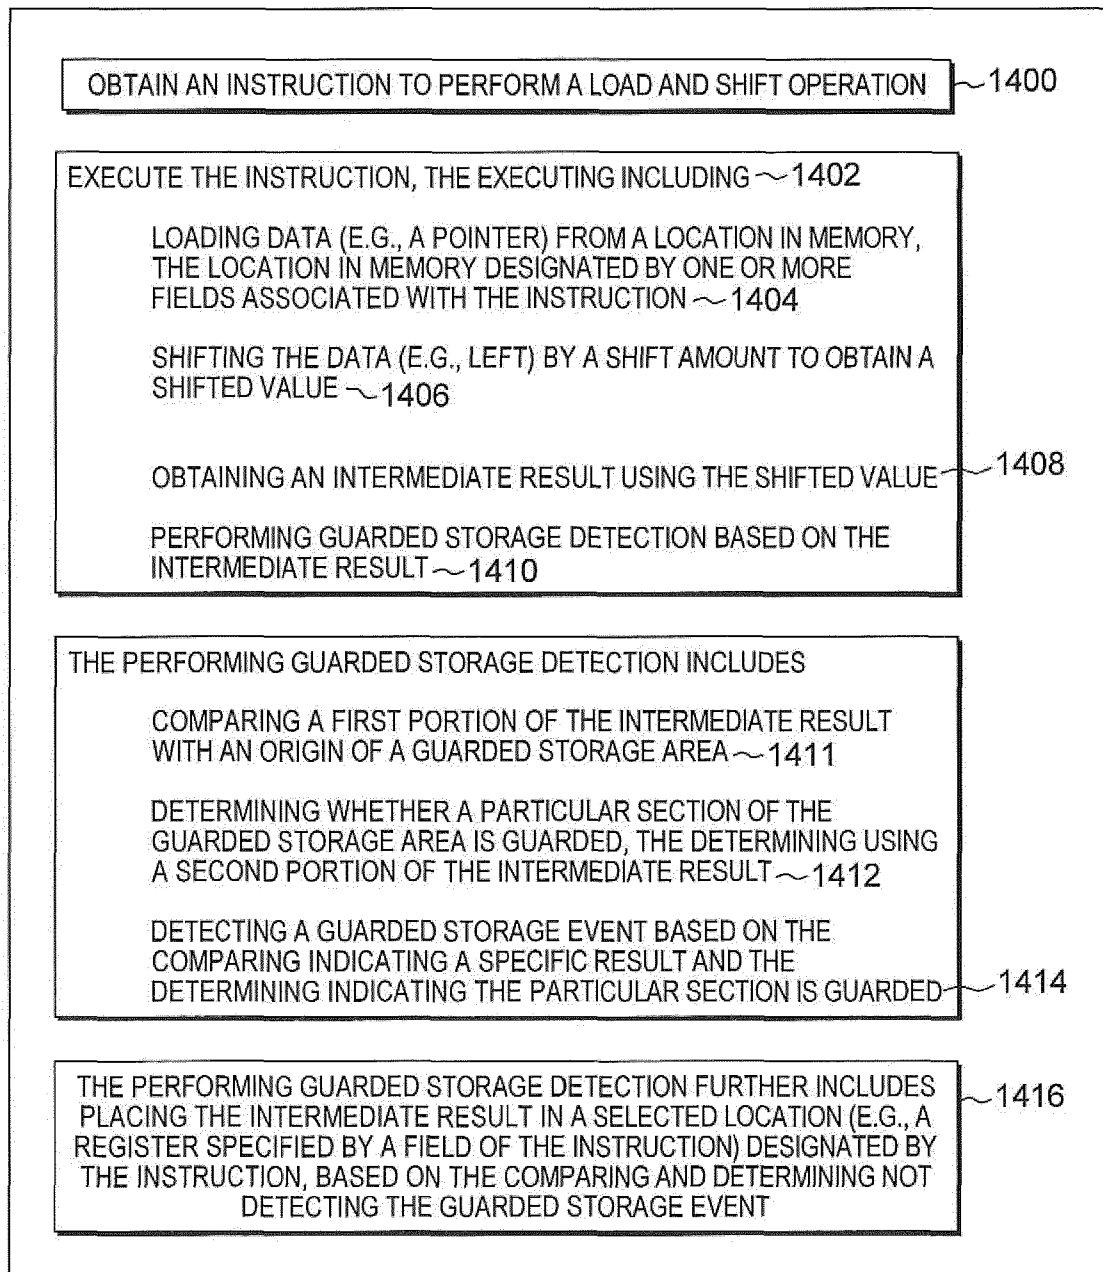 OBTAIN AN INSTRUCTION TO PERFORM A LOAD AND SHIFT OPERATION 1400
EXECUTE THE INSTRUCTION, THE EXECUTING INCLUDING 1402
LOADING DATA (E.G., A POINTER) FROM A LOCATION IN MEMORY,
THE LOCATION IN MEMORY DESIGNATED BY ONE OR MORE
FIELDS ASSOCIATED WITH THE INSTRUCTION 1404
SHIFTING THE DATA (E.G., LEFT) BY A SHIFT AMOUNT TO OBTAIN A
SHIFTED VALUE 1406
OBTAINING AN INTERMEDIATE RESULT USING THE SHIFTED VALUE 1408
PERFORMING GUARDED STORAGE DETECTION BASED ON THE
INTERMEDIATE RESULT 1410
THE PERFORMING GUARDED STORAGE DETECTION INCLUDES
COMPARING A FIRST PORTION OF THE INTERMEDIATE RESULT
WITH AN ORIGIN OF A GUARDED STORAGE AREA 1411
DETERMINING WHETHER A PARTICULAR SECTION OF THE
GUARDED STORAGE AREA IS GUARDED, THE DETERMINING USING
A SECOND PORTION OF THE INTERMEDIATE RESULT 1412
DETECTING A GUARDED STORAGE EVENT BASED ON THE
COMPARING INDICATING A SPECIFIC RESULT AND THE
DETERMINING INDICATING THE PARTICULAR SECTION IS GUARDED 1414
THE PERFORMING GUARDED STORAGE DETECTION FURTHER INCLUDES 1416
PLACING THE INTERMEDIATE RESULT IN A SELECTED LOCATION (E.G., A
REGISTER SPECIFIED BY A FIELD OF THE INSTRUCTION) DESIGNATED BY
THE INSTRUCTION, BASED ON THE COMPARING AND DETERMINING NOT
DETECTING THE GUARDED STORAGE EVENT